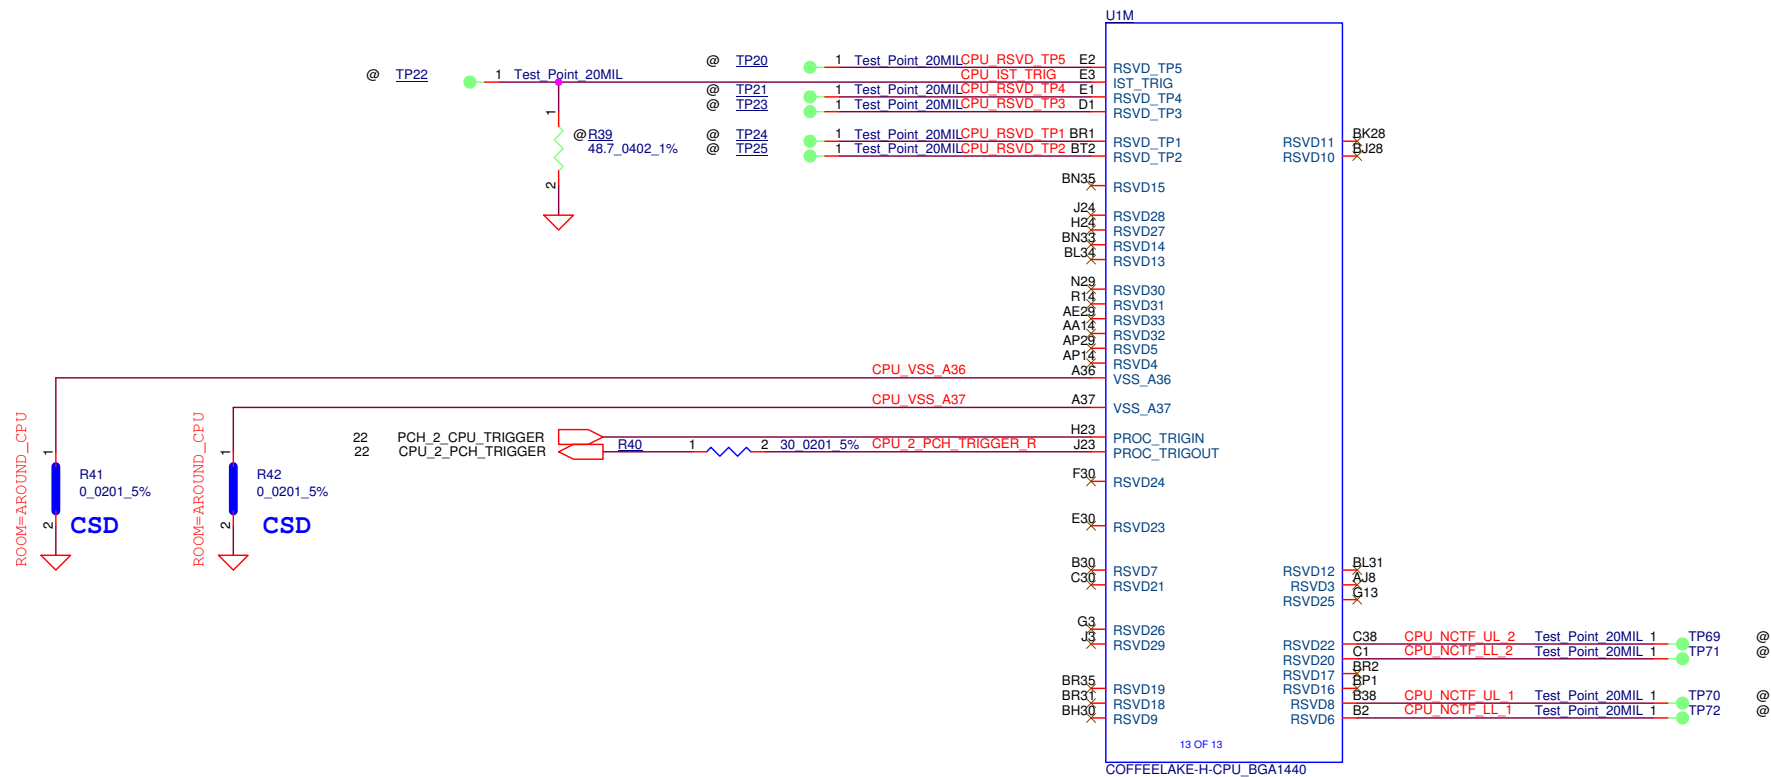 U1M
@ TP20 1 Test_Point_20MIL CPU_RSVD_TP5 E2 RSVD_TP5
@ TP22 1 Test_Point_20MIL CPU_IST_TRIG E3 IST_TRIG
@ TP21 1 Test_Point_20MIL CPU_RSVD_TP4 E1 RSVD_TP4
@ TP23 1 Test_Point_20MIL CPU_RSVD_TP3 D1 RSVD_TP3
1
@ R39
48.7_0402_1%
2
@ TP24 1 Test_Point_20MIL CPU_RSVD_TP1 BR1 RSVD_TP1 RSVD11 BK28
@ TP25 1 Test_Point_20MIL CPU_RSVD_TP2 BT2 RSVD_TP2 RSVD10 BJ28
BN35 RSVD15
J24 RSVD28
H24 RSVD27
BN33 RSVD14
BL34 RSVD13
N29 RSVD30
R14 RSVD31
AE29 RSVD33
AA14 RSVD32
AP29 RSVD5
AP14 RSVD4
CPU_VSS_A36 A36 VSS_A36
CPU_VSS_A37 A37 VSS_A37
22 PCH_2_CPU_TRIGGER H23 PROC_TRIGIN
22 CPU_2_PCH_TRIGGER R40 1 2 30_0201_5% CPU_2_PCH_TRIGGER_R J23 PROC_TRIGOUT
ROOM=AROUND_CPU
1
R41
0_0201_5%
2
CSD
ROOM=AROUND_CPU
1
R42
0_0201_5%
2
CSD
F30 RSVD24
E30 RSVD23
B30 RSVD7 RSVD12 BL31
C30 RSVD21 RSVD3 AJ8
RSVD25 G13
G3 RSVD26
J3 RSVD29 RSVD22 C38 CPU_NCTF_UL_2 Test_Point_20MIL 1 TP69 @
RSVD20 C1 CPU_NCTF_LL_2 Test_Point_20MIL 1 TP71 @
RSVD17 BR2
BR35 RSVD19 RSVD16 BP1
BR31 RSVD18 RSVD8 B38 CPU_NCTF_UL_1 Test_Point_20MIL 1 TP70 @
BH30 RSVD9 RSVD6 B2 CPU_NCTF_LL_1 Test_Point_20MIL 1 TP72 @
13 OF 13
COFFEELAKE-H-CPU_BGA1440